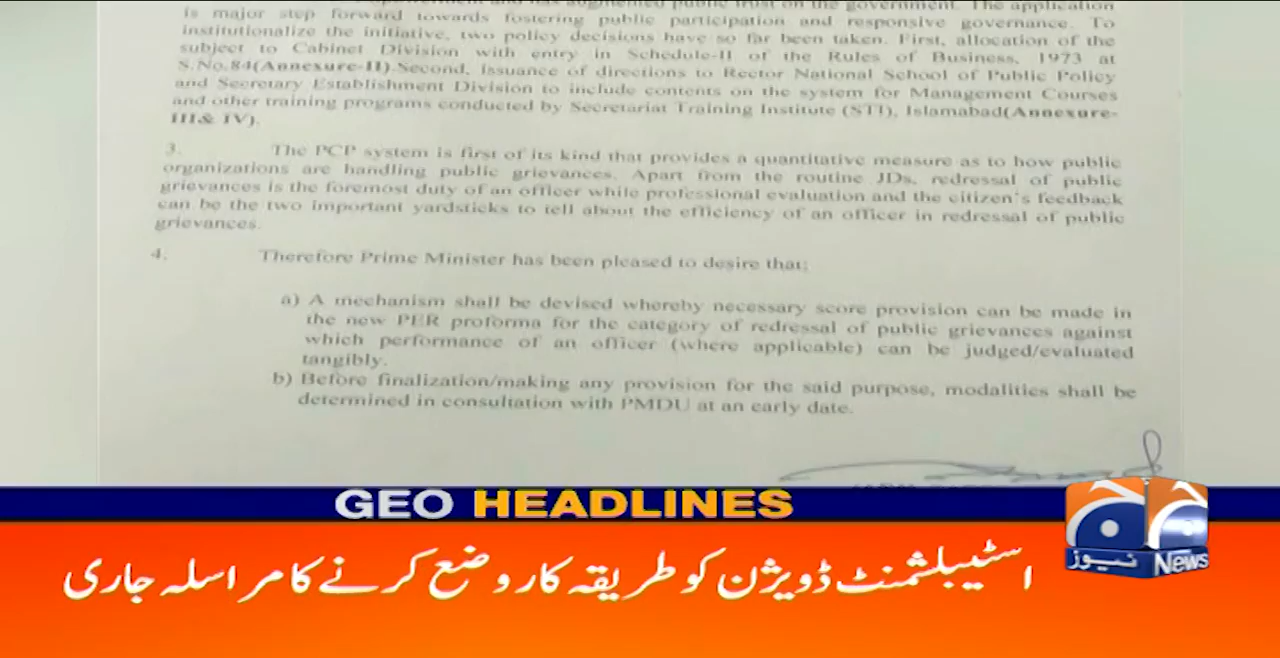 and has augmented public trust on the government. The application
is major step forward towards fostering public participation and responsive governance. To
institutionalize the initiative, two policy decisions have so far been taken. First, allocation of the
subject to Cabinet Division with entry in Schedule-II of the Rules of Business, 1973 at
S.No.84(Annexure-II).Second, issuance of directions to Rector National School of Public Policy
and Secretary Establishment Division to include contents on the system for Management Courses
and other training programs conducted by Secretariat Training Institute (STI), Islamabad(Annexure-
III& IV).
3. The PCP system is first of its kind that provides a quantitative measure as to how public
organizations are handling public grievances. Apart from the routine JDs, redressal of public
grievances is the foremost duty of an officer while professional evaluation and the citizen's feedback
can be the two important yardsticks to tell about the efficiency of an officer in redressal of public
grievances.
4. Therefore Prime Minister has been pleased to desire that;
a) A mechanism shall be devised whereby necessary score provision can be made in
the new PER proforma for the category of redressal of public grievances against
which performance of an officer (where applicable) can be judged/evaluated
tangibly.
b) Before finalization/making any provision for the said purpose, modalities shall be
determined in consultation with PMDU at an early date.
GEO HEADLINES
جیو
نیوز News
اسٹیبلشمنٹ ڈویژن کو طریقہ کار وضع کرنے کا مراسلہ جاری